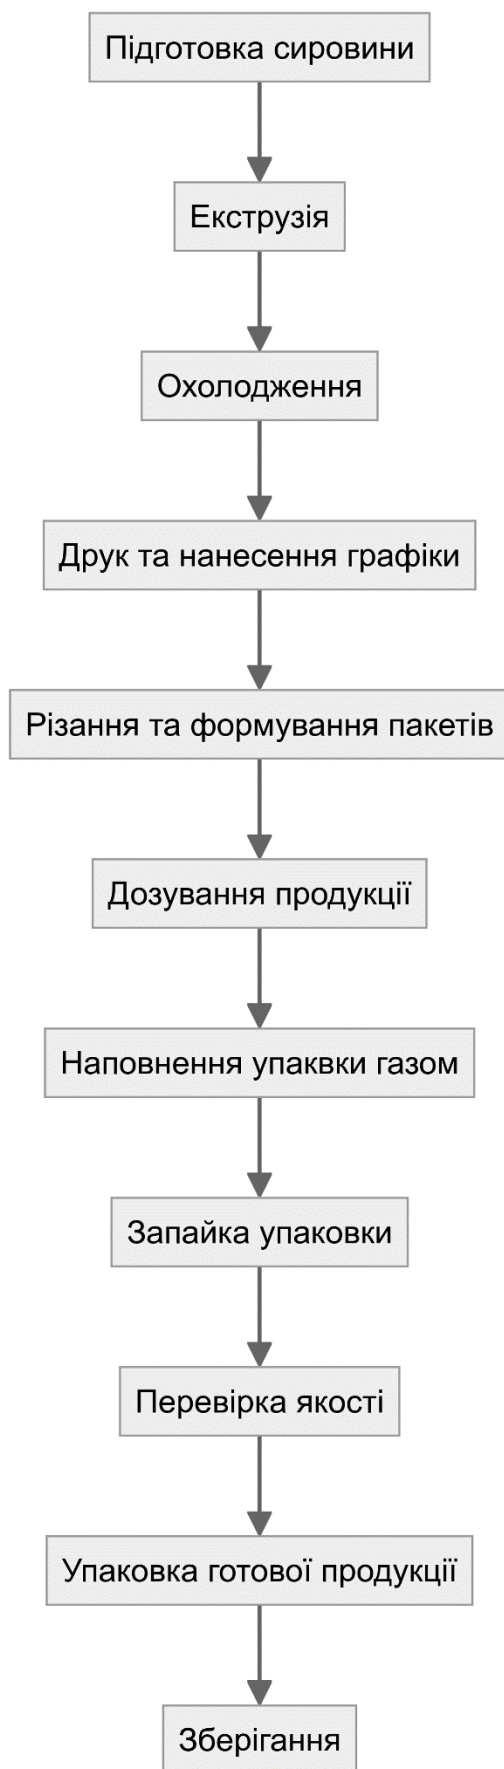 Підготовка сировини
Екструзія
Охолодження
Друк та нанесення графіки
Різання та формування пакетів
Дозування продукції
Наповнення упаквки газом
Запайка упаковки
Перевірка якості
Упаковка готової продукції
Зберігання